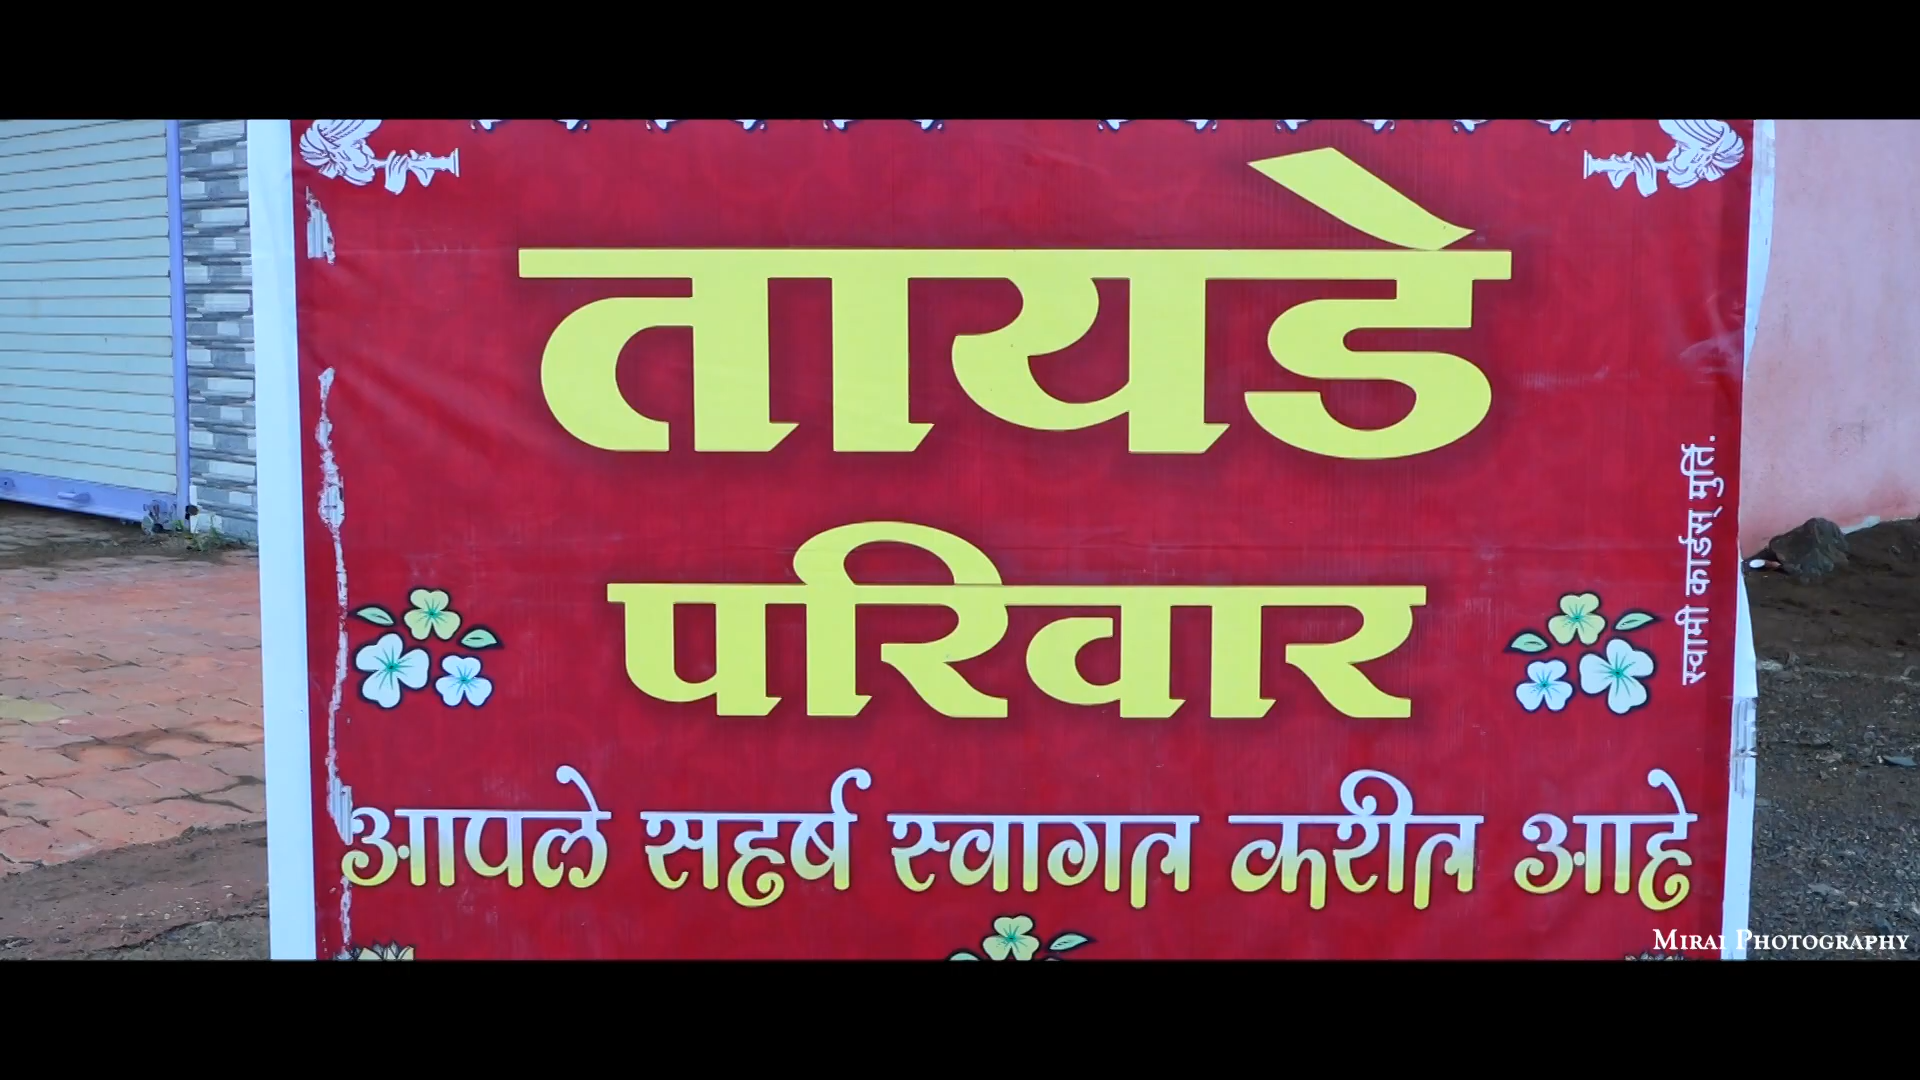 तायडे
परिवार
आपले सहर्ष स्वागत करीत आहे
स्वामी कार्डस् मुर्ति.
Mirai Photography